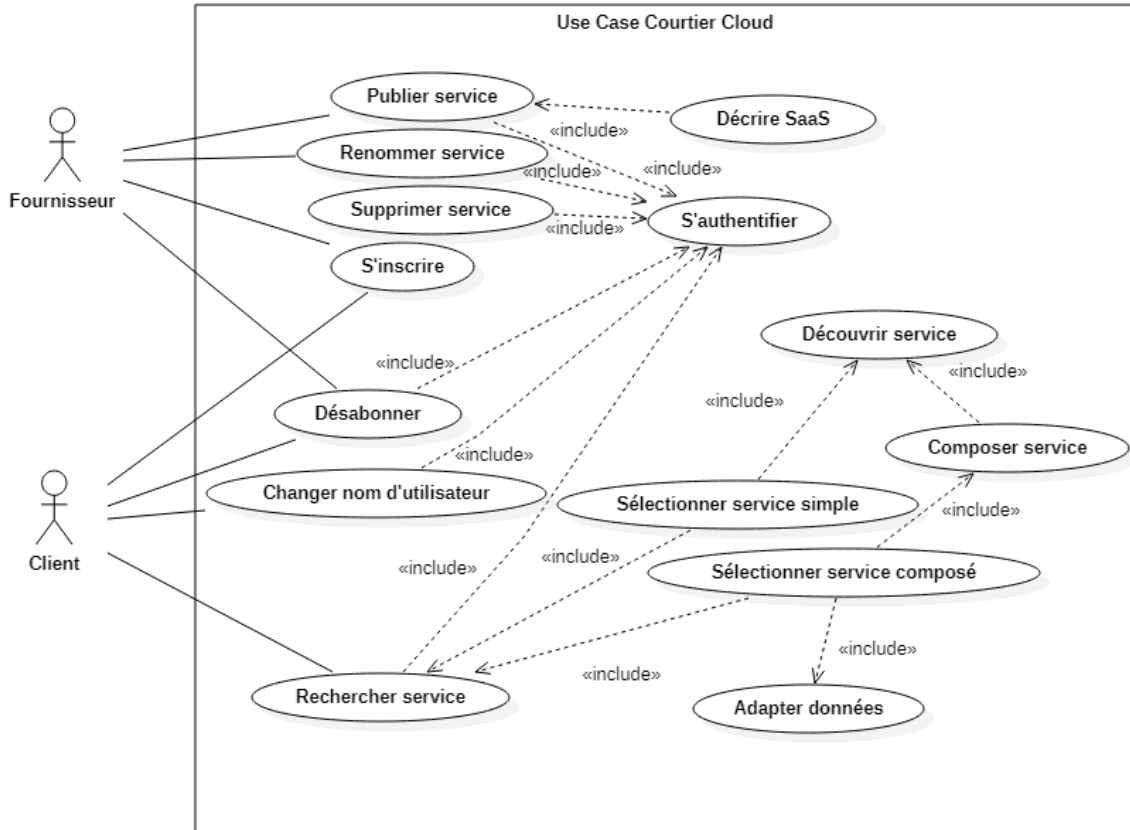 Use Case Courtier Cloud
Publier service
Décrire SaaS
«include»
Renommer service
«include»
«include»
Fournisseur
Supprimer service
S'authentifier
«include»
S'inscrire
Découvrir service
«include»
«include»
«include»
Désabonner
Composer service
«include»
Changer nom d'utilisateur
Sélectionner service simple
«include»
Client
«include»
«include»
Sélectionner service composé
«include»
«include»
Rechercher service
Adapter données